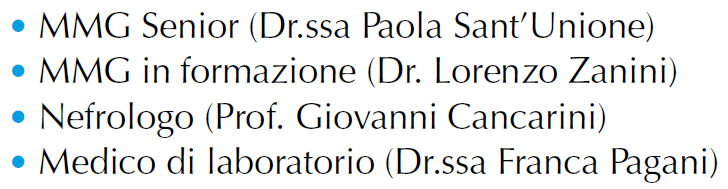 • MMG Senior (Dr.ssa Paola Sant’Unione)
• MMG in formazione (Dr. Lorenzo Zanini)
• Nefrologo (Prof. Giovanni Cancarini)
• Medico di laboratorio (Dr.ssa Franca Pagani)